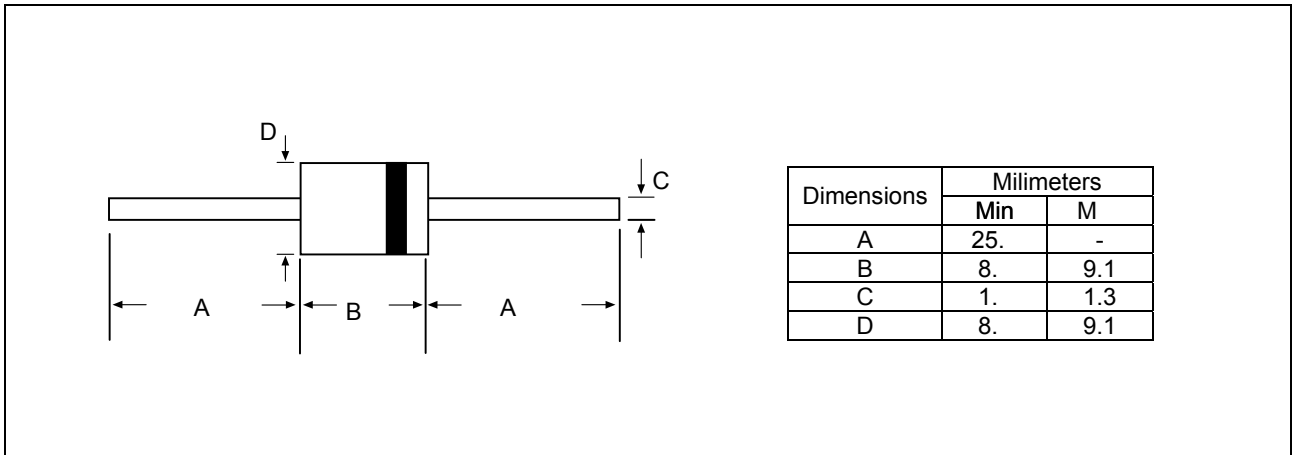 D
C
A B A
Dimensions Milimeters
Min M
A 25. -
B 8. 9.1
C 1. 1.3
D 8. 9.1